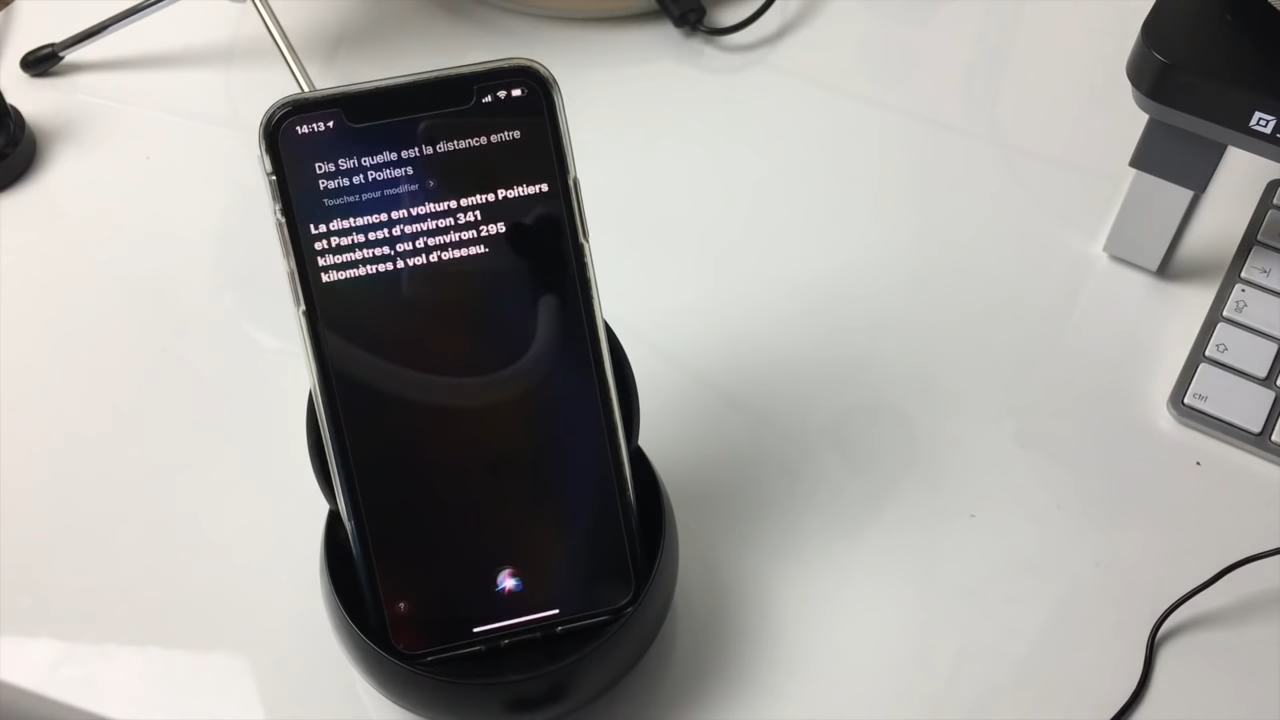 14:13
Dis Siri quelle est la distance entre
Paris et Poitiers
Touchez pour modifier
La distance en voiture entre Poitiers
et Paris est d'environ 341
kilomètres, ou d'environ 295
kilomètres à vol d'oiseau.
?
ctrl